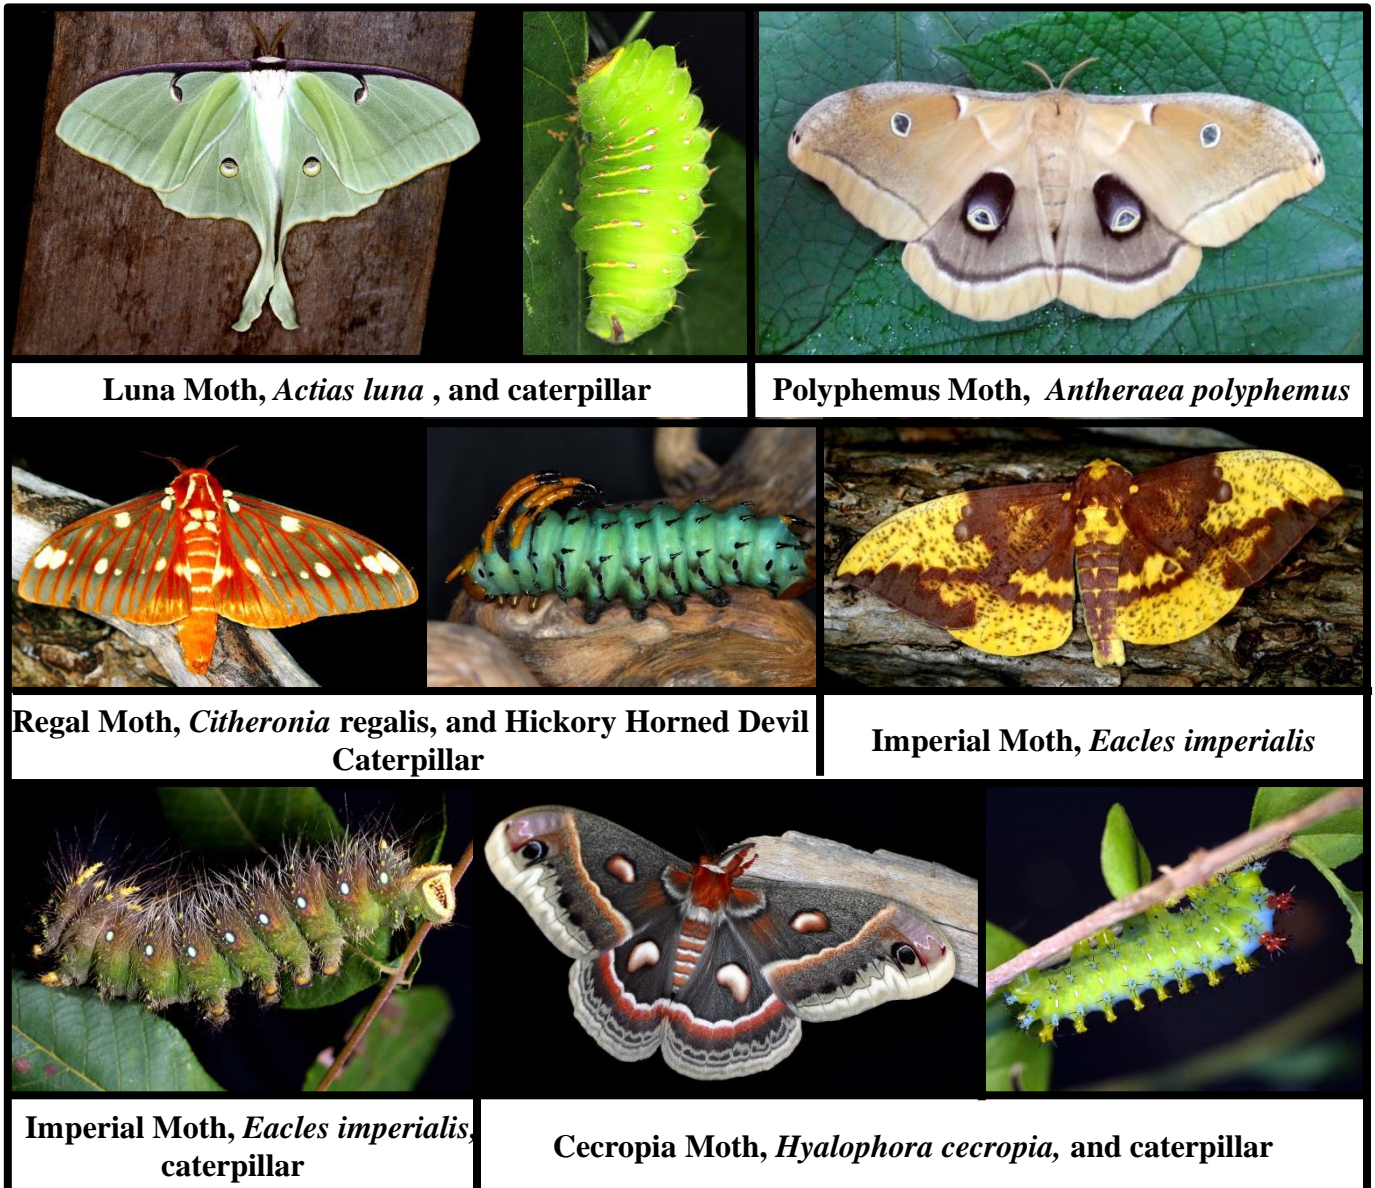 Luna Moth, Actias luna , and caterpillar
Polyphemus Moth, Antheraea polyphemus
Regal Moth, Citheronia regalis, and Hickory Horned Devil
Caterpillar
Imperial Moth, Eacles imperialis
Imperial Moth, Eacles imperialis,
caterpillar
Cecropia Moth, Hyalophora cecropia, and caterpillar